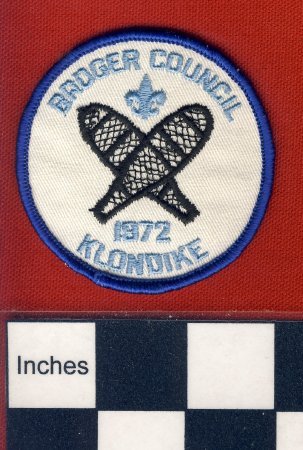 BADGER COUNCIL
1972
KLONDIKE
Inches